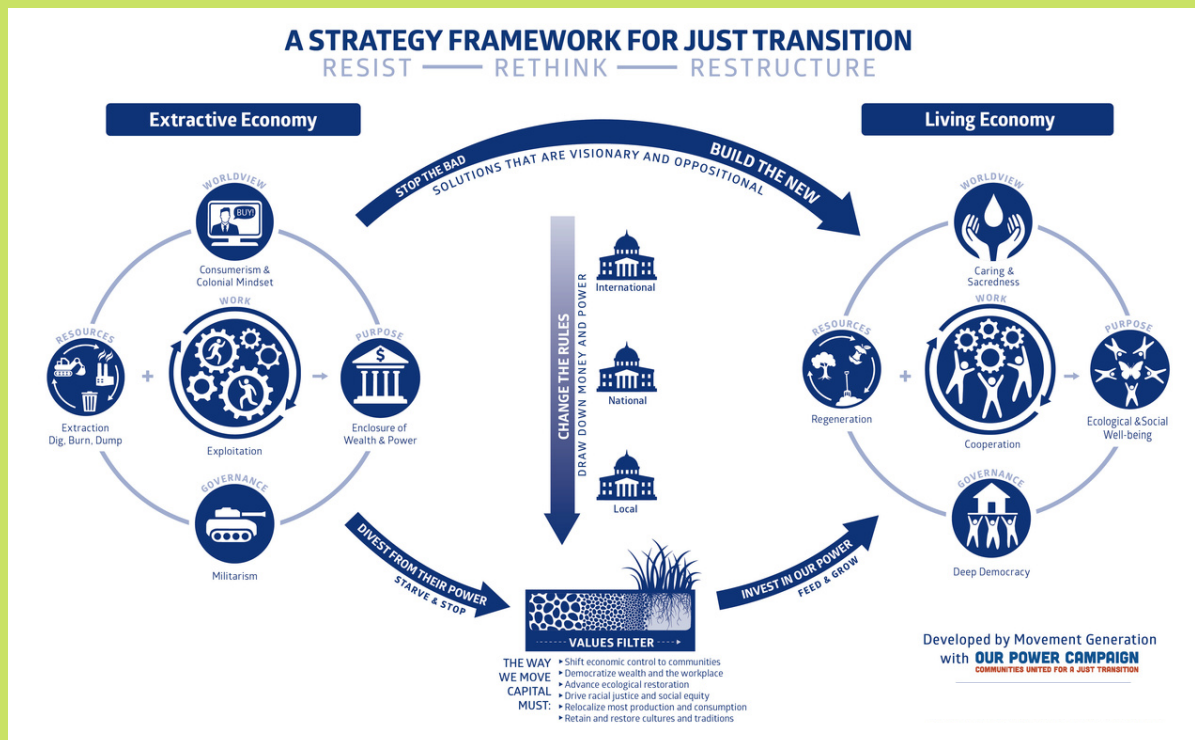 A STRATEGY FRAMEWORK FOR JUST TRANSITION
RESIST — RETHINK — RESTRUCTURE
Extractive Economy
WORLDVIEW
BUY!
Consumerism &
Colonial Mindset
RESOURCES
Extraction
Dig, Burn, Dump
+
WORK
Exploitation
PURPOSE
$
Enclosure of
Wealth & Power
GOVERNANCE
Militarism
STOP THE BAD
BUILD THE NEW
SOLUTIONS THAT ARE VISIONARY AND OPPOSITIONAL
CHANGE THE RULES
DRAW DOWN MONEY AND POWER
International
National
Local
DIVEST FROM THEIR POWER
STARVE & STOP
INVEST IN OUR POWER
FEED & GROW
VALUES FILTER
THE WAY
WE MOVE
CAPITAL
MUST:
Shift economic control to communities
Democratize wealth and the workplace
Advance ecological restoration
Drive racial justice and social equity
Relocalize most production and consumption
Retain and restore cultures and traditions
Living Economy
WORLDVIEW
Caring &
Sacredness
RESOURCES
Regeneration
+
WORK
Cooperation
PURPOSE
Ecological &Social
Well-being
GOVERNANCE
Deep Democracy
Developed by Movement Generation
with OUR POWER CAMPAIGN
COMMUNITIES UNITED FOR A JUST TRANSITION